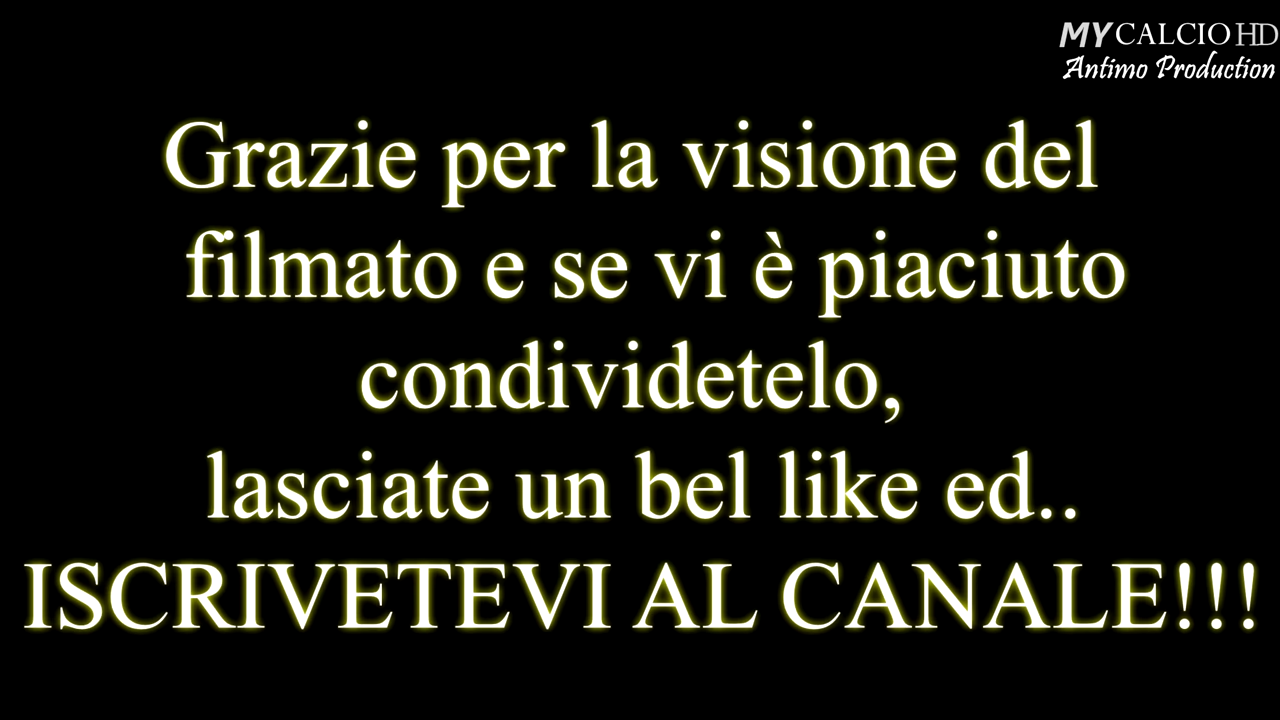 MYCALCIO HD
Antimo Production
Grazie per la visione del
filmato e se vi è piaciuto
condividetelo,
lasciate un bel like ed..
ISCRIVETEVI AL CANALE!!!